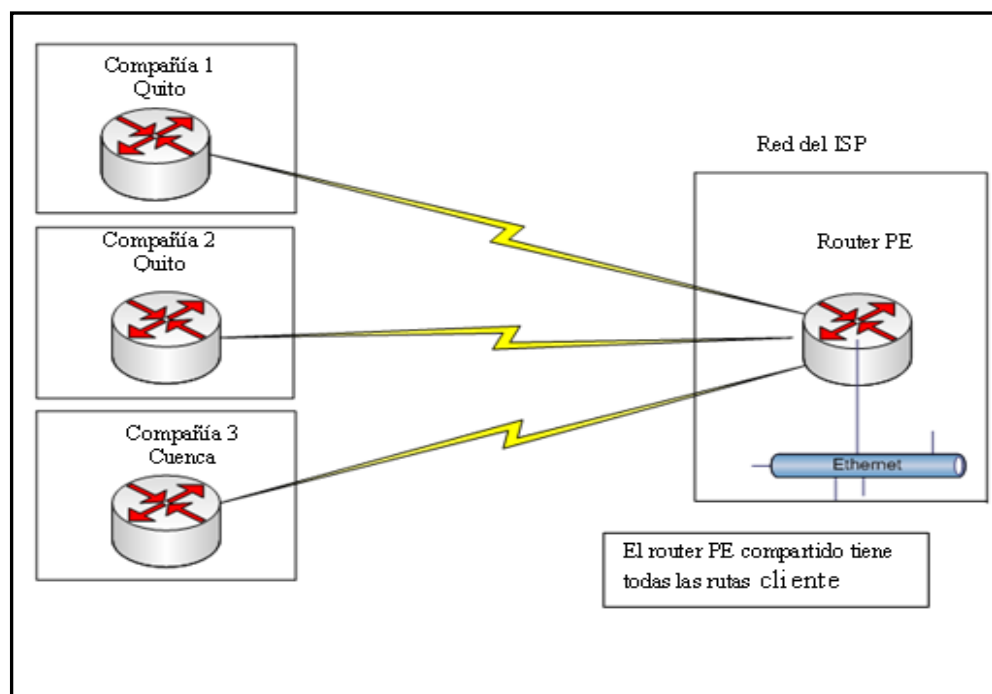 Compañía 1
Quito
Compañía 2
Quito
Compañía 3
Cuenca
Red del ISP
Router PE
Ethernet
El router PE compartido tiene
todas las rutas cliente